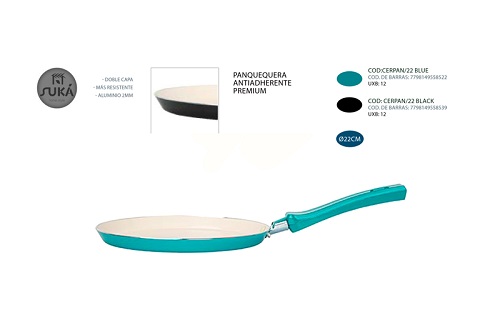 SUKÁ
- DOBLE CAPA
- MAS RESISTENTE
- ALUMINIO 2MM
PANQUEQUERA
ANTIADHERENTE
PREMIUM
COD:CERPAN/22 BLUE
COD. DE BARRAS: 7798149558522
UXB: 12
COD: CERPAN/22 BLACK
COD. DE BARRAS: 7798149558539
UXB: 12
Ø22CM